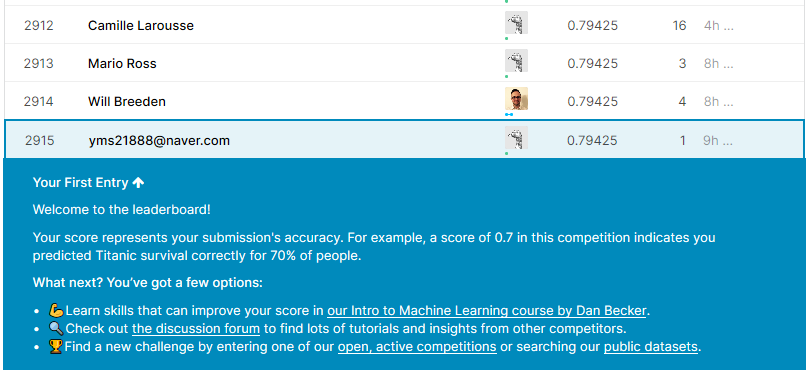 2912 Camille Larousse 0.79425 16 4h ...
2913 Mario Ross 0.79425 3 8h ...
2914 Will Breeden 0.79425 4 8h ...
2915 yms21888@naver.com 0.79425 1 9h ...
Your First Entry ↑
Welcome to the leaderboard!
Your score represents your submission's accuracy. For example, a score of 0.7 in this competition indicates you
predicted Titanic survival correctly for 70% of people.
What next? You've got a few options:
• 💪Learn skills that can improve your score in our Intro to Machine Learning course by Dan Becker.
• 🔍Check out the discussion forum to find lots of tutorials and insights from other competitors.
• 🏆Find a new challenge by entering one of our open, active competitions or searching our public datasets.